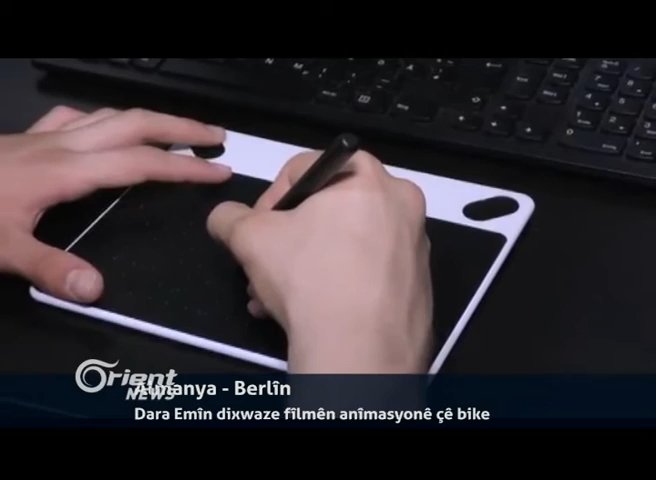 Orient
NEWS
Almanya - Berlîn
Dara Emîn dixwaze fîlmên anîmasyonê çê bike